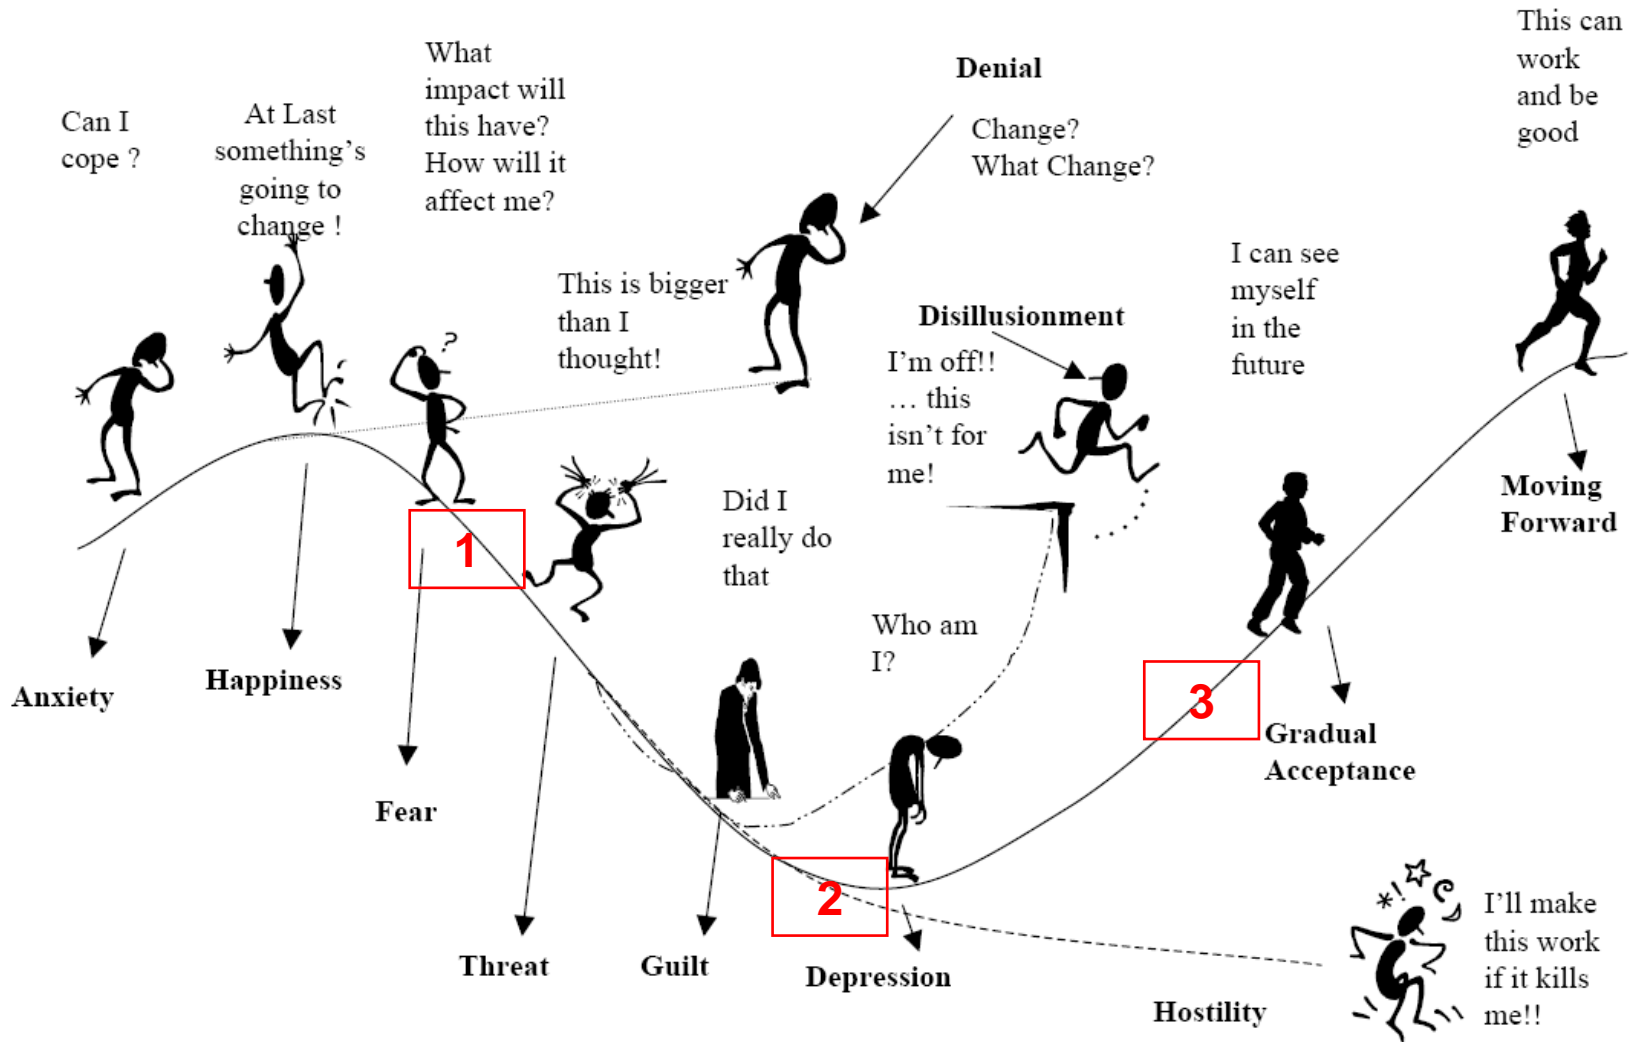 Can I
cope ?
At Last
something’s
going to
change !
What
impact will
this have?
How will it
affect me?
This is bigger
than I
thought!
Denial
Change?
What Change?
Disillusionment
I’m off!!
… this
isn’t for
me!
I can see
myself
in the
future
This can
work
and be
good
?
1
Did I
really do
that
Who am
I?
Moving
Forward
Anxiety
Happiness
Fear
3
Gradual
Acceptance
2
Threat
Guilt
Depression
Hostility
*!
I’ll make
this work
if it kills
me!!